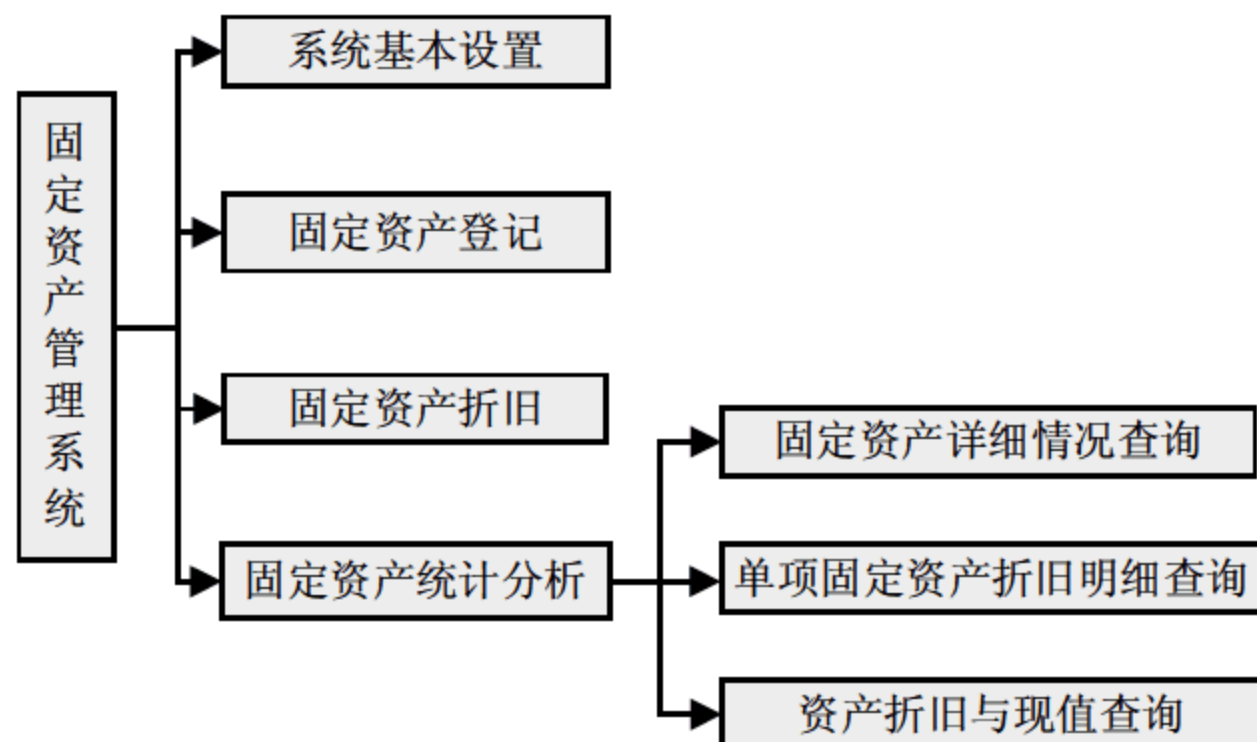 固定资产管理系统
系统基本设置
固定资产登记
固定资产折旧
固定资产统计分析
固定资产详细情况查询
单项固定资产折旧明细查询
资产折旧与现值查询